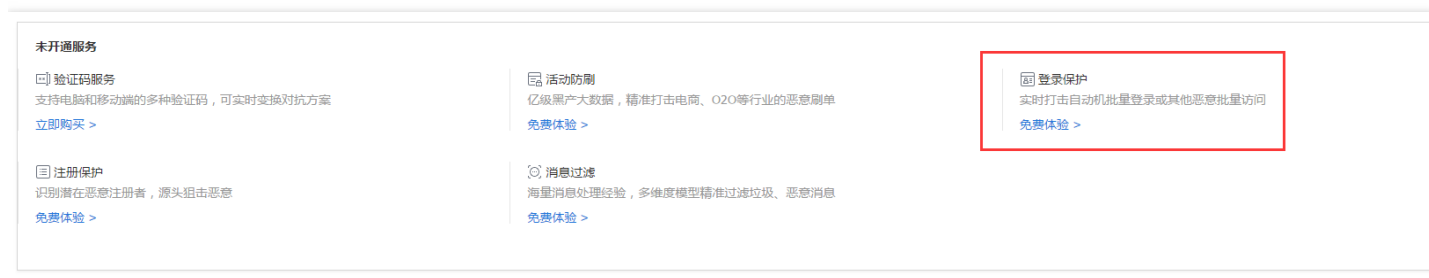 未开通服务
验证码服务
支持电脑和移动端的多种验证码，可实时变换对抗方案
立即购买 >
活动防刷
亿级黑产大数据，精准打击电商、O2O等行业的恶意刷单
免费体验 >
登录保护
实时打击自动机批量登录或其他恶意批量访问
免费体验 >
注册保护
识别潜在恶意注册者，源头狙击恶意
免费体验 >
消息过滤
海量消息处理经验，多维度模型精准过滤垃圾、恶意消息
免费体验 >